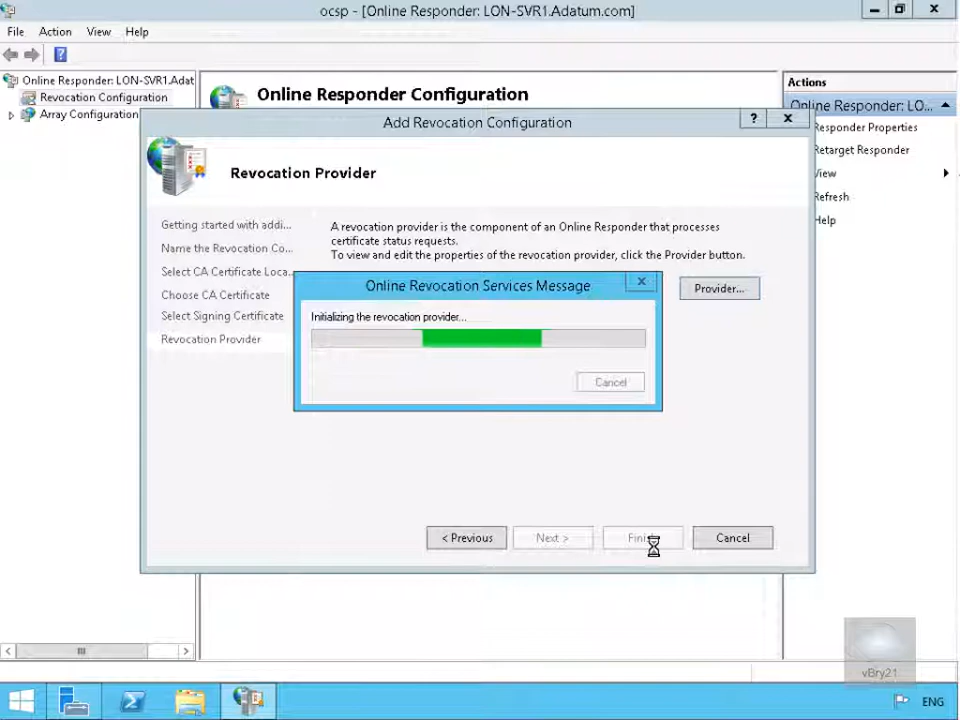 ocsp - [Online Responder: LON-SVR1.Adatum.com]
File Action View Help
Online Responder: LON-SVR1.Adat
Revocation Configuration
Array Configuration
Online Responder Configuration
Actions
Online Responder: LO...
Responder Properties
Retarget Responder
View
Refresh
Help
Add Revocation Configuration
Revocation Provider
Getting started with addi...
Name the Revocation Co...
Select CA Certificate Loca...
Choose CA Certificate
Select Signing Certificate
Revocation Provider
A revocation provider is the component of an Online Responder that processes
certificate status requests.
To view and edit the properties of the revocation provider, click the Provider button.
Provider...
Online Revocation Services Message
Initializing the revocation provider...
Cancel
< Previous
Next >
Finish
Cancel
vBry21
ENG